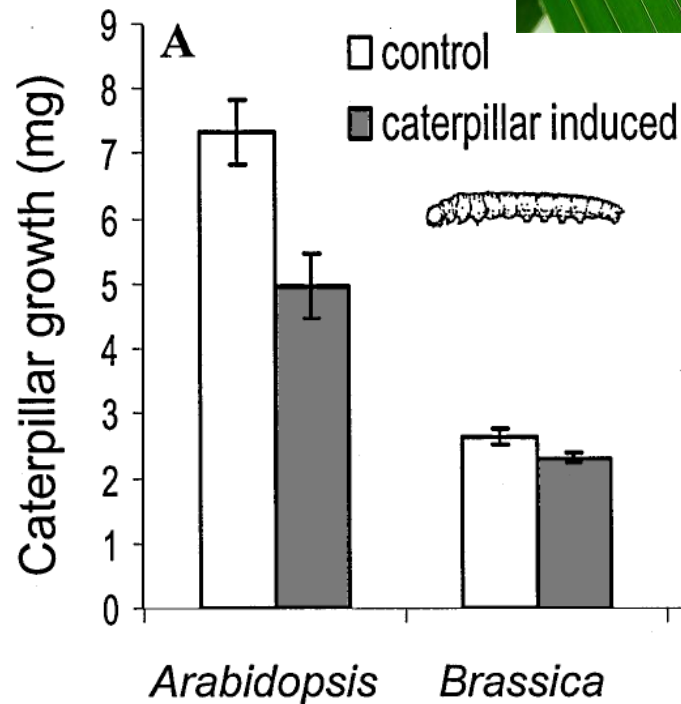 A
control
caterpillar induced
Caterpillar growth (mg)
9
8
7
6
5
4
3
2
1
0
Arabidopsis Brassica